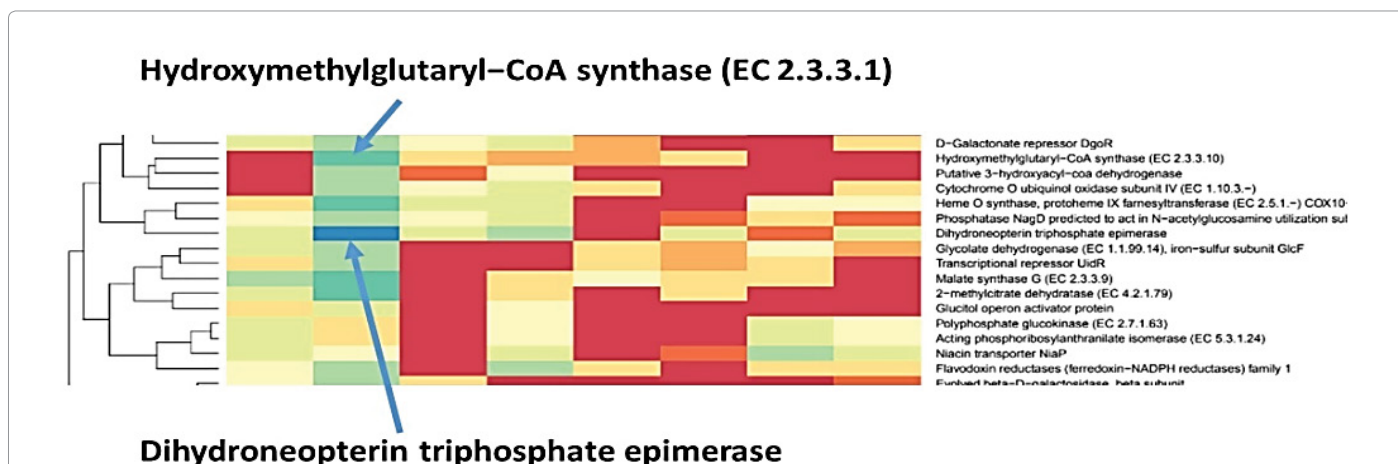 Hydroxymethylglutaryl−CoA synthase (EC 2.3.3.1)
D−Galactonate repressor DgoR
Hydroxymethylglutaryl−CoA synthase (EC 2.3.3.10)
Putative 3−hydroxyacyl−coa dehydrogenase
Cytochrome O ubiquinol oxidase subunit IV (EC 1.10.3.−)
Heme O synthase, protoheme IX farnesyltransferase (EC 2.5.1.−) COX10
Phosphatase NagD predicted to act in N−acetylglucosamine utilization sul
Dihydroneopterin triphosphate epimerase
Glycolate dehydrogenase (EC 1.1.99.14), iron−sulfur subunit GlcF
Transcriptional repressor UidR
Malate synthase G (EC 2.3.3.9)
2−methylcitrate dehydratase (EC 4.2.1.79)
Glucitol operon activator protein
Polyphosphate glucokinase (EC 2.7.1.63)
Acting phosphoribosylanthranilate isomerase (EC 5.3.1.24)
Niacin transporter NiaP
Flavodoxin reductases (ferredoxin−NADPH reductases) family 1
Evolved beta−D−galactosidase, beta subunit
Dihydroneopterin triphosphate epimerase